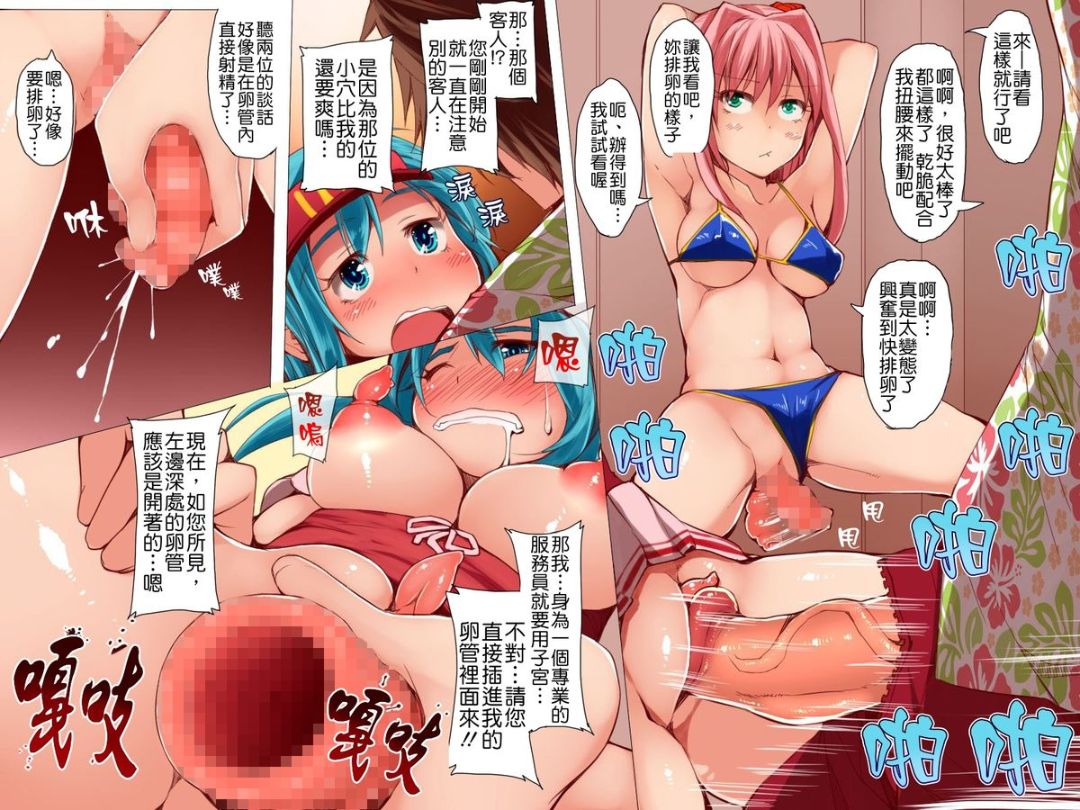 來—請看
這樣就行了吧
啊啊，很好太棒了
都這樣了 乾脆配合
我扭腰來擺動吧
讓我看吧，
妳排卵的樣子
呃、辦得到嗎…
我試試看喔
啊啊…
真是太變態了
興奮到快排卵了
啪
啪
啪
啪
啪
啪
啪
啪
甩
甩
那…那個
客人!?
您剛剛開始
就一直在注意
別的客人…
是因為那位的
小穴比我的
還要爽嗎…
淚
淚
聽兩位的談話
好像是在卵管內
直接射精了…
嗯…好像
要排卵了…
咻
噗
噗
嗯
嗯
嗚
那我…身為一個專業的
服務員就要用子宮…
不對…請您
直接插進我的
卵管裡面來!!
現在，如您所見，
左邊深處的卵管
應該是開著的…嗯
嘎吱
嘎吱